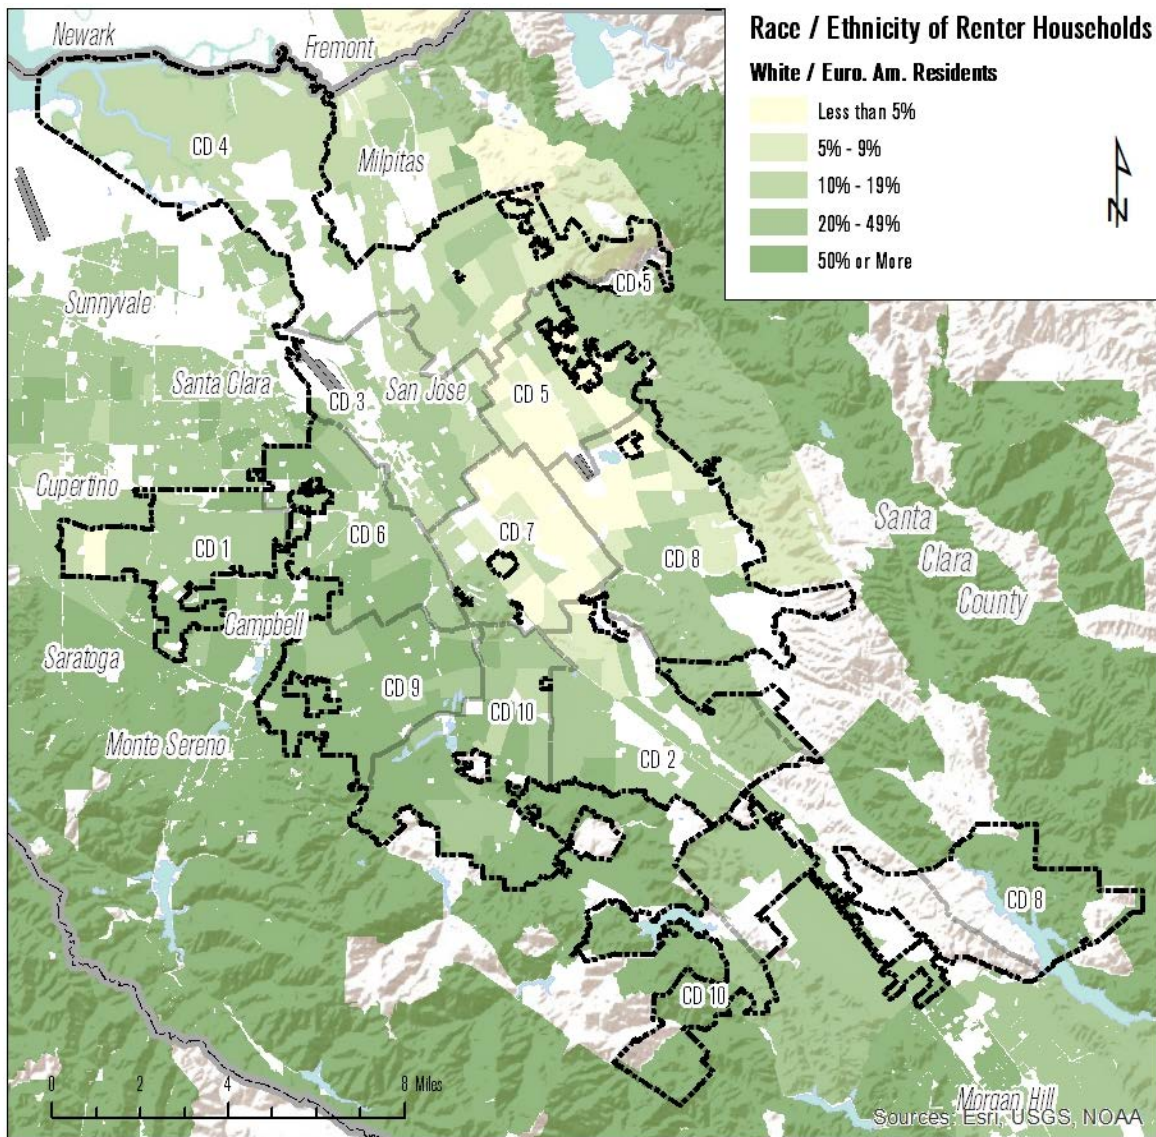 Race / Ethnicity of Renter Households
White / Euro. Am. Residents
Less than 5%
5% - 9%
10% - 19%
20% - 49%
50% or More
N
Newark
Fremont
CD 4
Milpitas
CD 5
Sunnyvale
Santa Clara
CD 3
San Jose
CD 5
Cupertino
CD 1
CD 6
CD 7
CD 8
Santa
Clara
County
Campbell
Saratoga
CD 9
CD 10
Monte Sereno
CD 2
CD 8
CD 10
0 2 4 8 Miles
Morgan Hill
Sources: Esri, USGS, NOAA